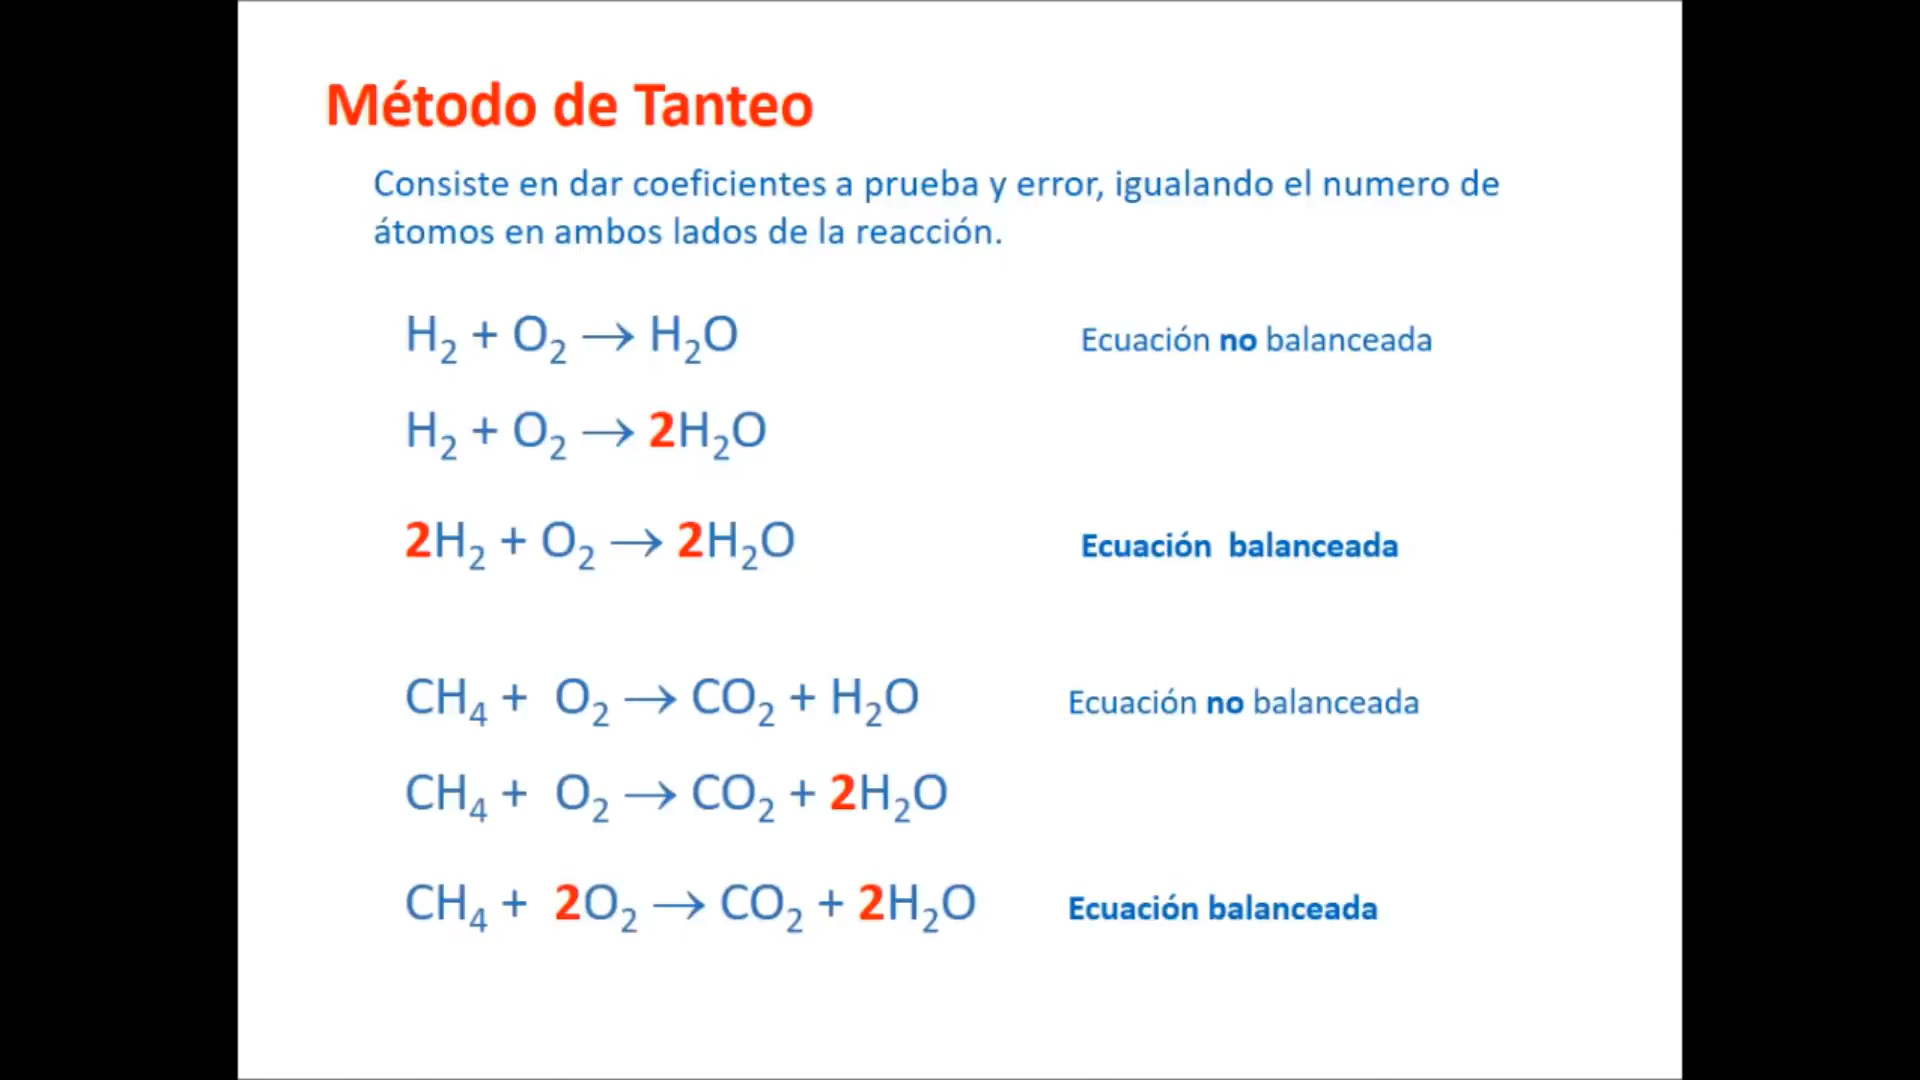 Método de Tanteo
Consiste en dar coeficientes a prueba y error, igualando el numero de
átomos en ambos lados de la reacción.
H₂ + O₂ → H₂O Ecuación no balanceada
H₂ + O₂ → 2H₂O
2H₂ + O₂ → 2H₂O Ecuación balanceada
CH₄ + O₂ → CO₂ + H₂O Ecuación no balanceada
CH₄ + O₂ → CO₂ + 2H₂O
CH₄ + 2O₂ → CO₂ + 2H₂O Ecuación balanceada